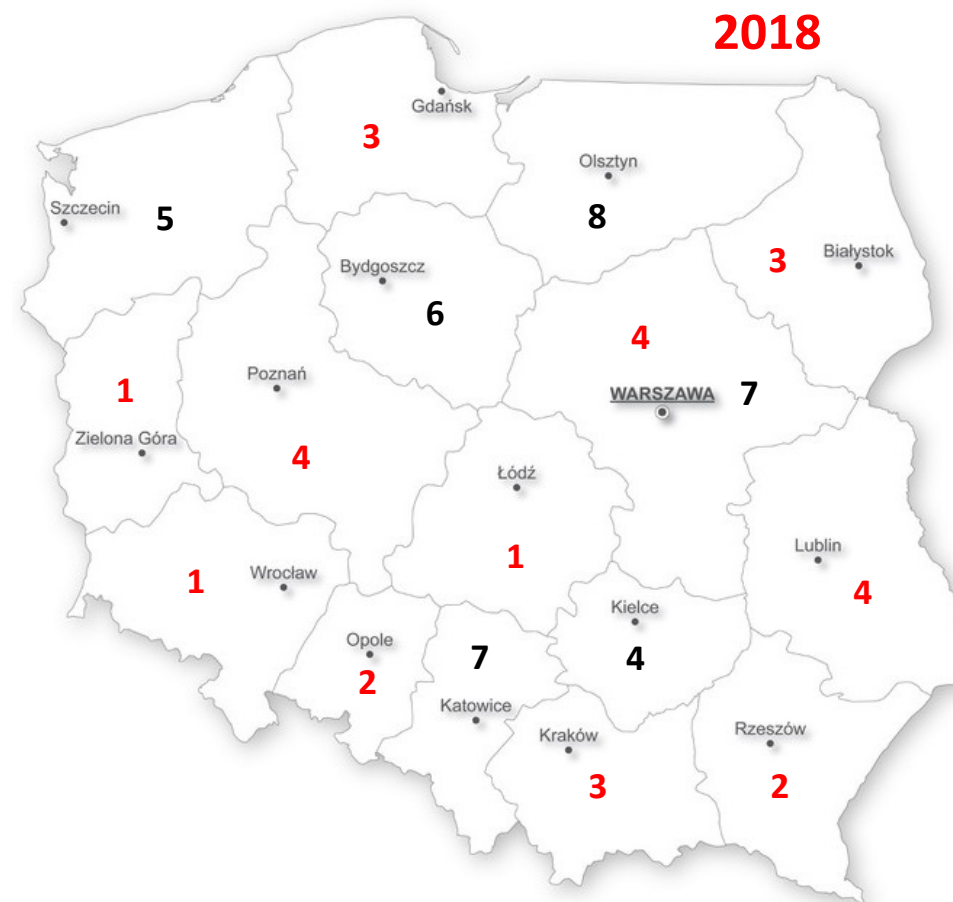 2018
Gdańsk
3
Olsztyn
8
Szczecin
5
Białystok
3
Bydgoszcz
6
4
WARSZAWA
7
Poznań
4
1
Zielona Góra
Łódź
1
Lublin
4
Wrocław
1
Kielce
4
Opole
2
7
Katowice
Kraków
3
Rzeszów
2